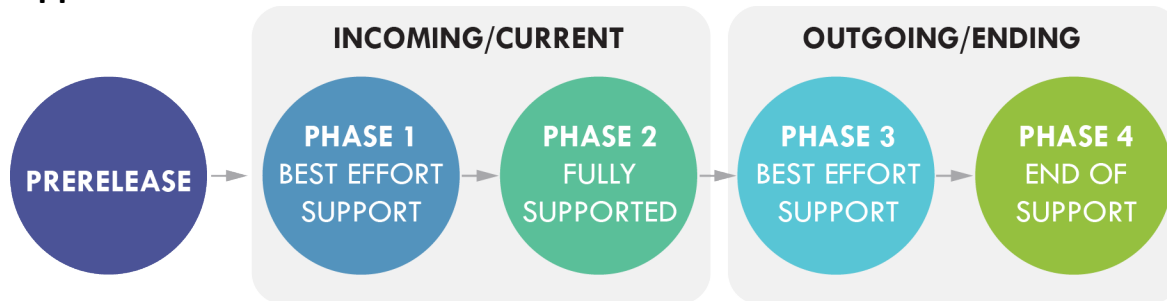 INCOMING/CURRENT
OUTGOING/ENDING
PRERELEASE
PHASE 1
BEST EFFORT
SUPPORT
PHASE 2
FULLY
SUPPORTED
PHASE 3
BEST EFFORT
SUPPORT
PHASE 4
END OF
SUPPORT